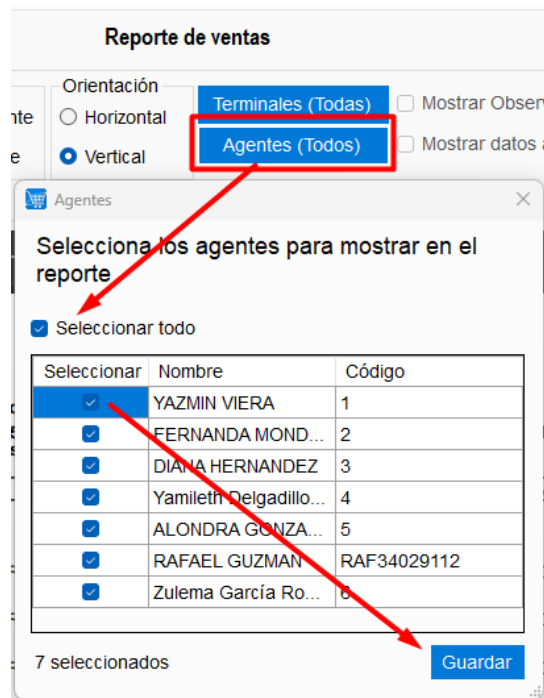 Reporte de ventas
Orientación
nte
Horizontal
Terminales (Todas)
Mostrar Obser
e
Vertical
Agentes (Todos)
Mostrar datos a
Agentes
Selecciona los agentes para mostrar en el
reporte
Seleccionar todo
Seleccionar Nombre Código
YAZMIN VIERA 1
FERNANDA MOND... 2
DIANA HERNANDEZ 3
Yamileth Delgadillo... 4
ALONDRA GONZA... 5
RAFAEL GUZMAN RAF34029112
Zulema García Ro... 6
7 seleccionados
Guardar